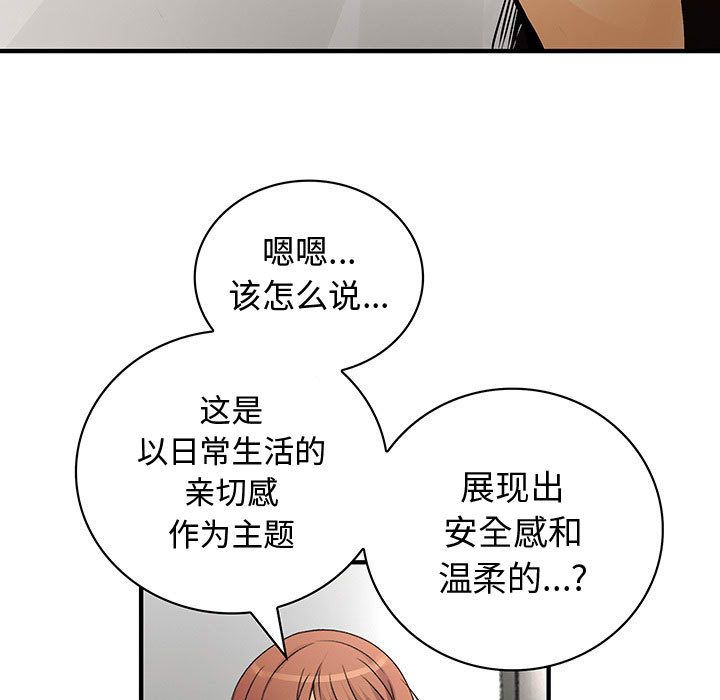 嗯嗯...
该怎么说...
这是
以日常生活的
亲切感
作为主题
展现出
安全感和
温柔的...?